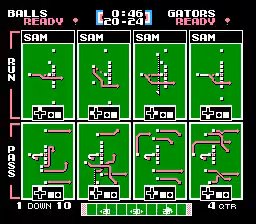 BALLS 0:46 GATORS
READY 20-24 READY
SAM SAM SAM SAM
RUN
PASS
1 DOWN 10 4 QTR